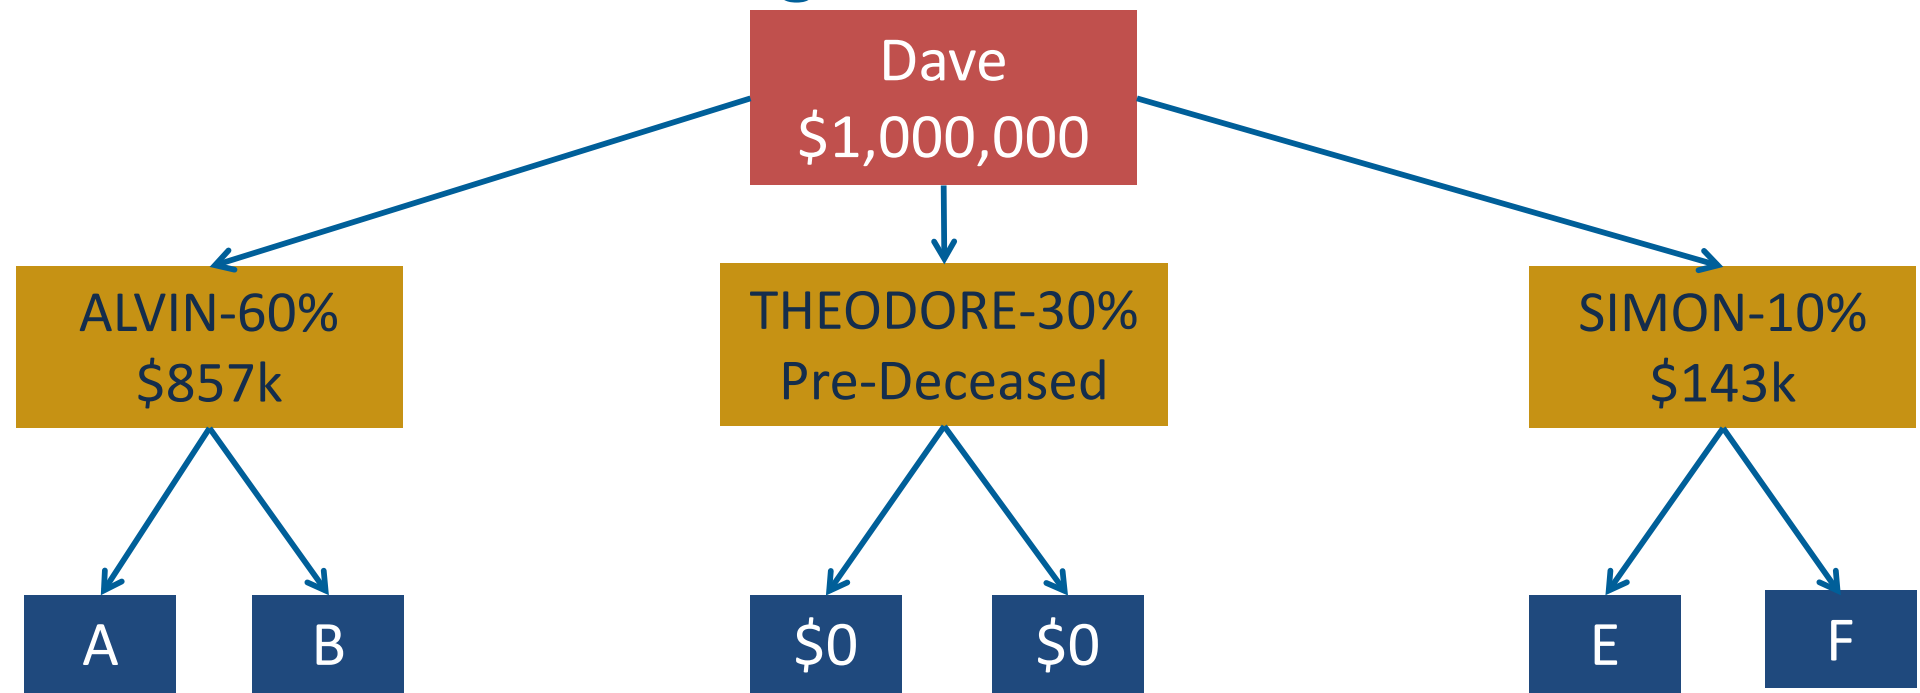 Dave
$1,000,000
ALVIN-60%
$857k
THEODORE-30%
Pre-Deceased
SIMON-10%
$143k
A
B
$0
$0
E
F